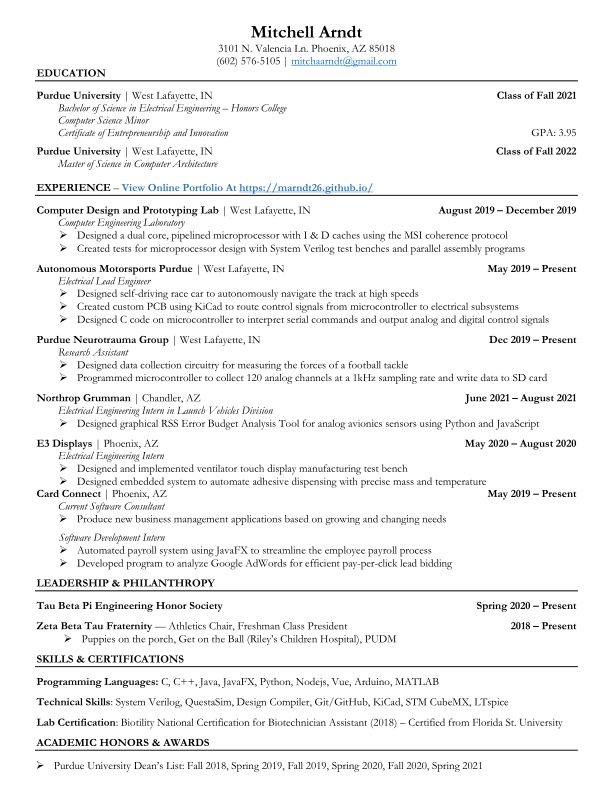 Mitchell Arndt
3101 N. Valencia Ln. Phoenix, AZ 85018
(602) 576-5105 | mitchaarndt@gmail.com
EDUCATION
Purdue University | West Lafayette, IN Class of Fall 2021
Bachelor of Science in Electrical Engineering – Honors College
Computer Science Minor
Certificate of Entrepreneurship and Innovation GPA: 3.95
Purdue University | West Lafayette, IN Class of Fall 2022
Master of Science in Computer Architecture
EXPERIENCE – View Online Portfolio At https://marndt26.github.io/
Computer Design and Prototyping Lab | West Lafayette, IN August 2019 – December 2019
Computer Engineering Laboratory
➢ Designed a dual core, pipelined microprocessor with I & D caches using the MSI coherence protocol
➢ Created tests for microprocessor design with System Verilog test benches and parallel assembly programs
Autonomous Motorsports Purdue | West Lafayette, IN May 2019 – Present
Electrical Lead Engineer
➢ Designed self-driving race car to autonomously navigate the track at high speeds
➢ Created custom PCB using KiCad to route control signals from microcontroller to electrical subsystems
➢ Designed C code on microcontroller to interpret serial commands and output analog and digital control signals
Purdue Neurotrauma Group | West Lafayette, IN Dec 2019 – Present
Research Assistant
➢ Designed data collection circuitry for measuring the forces of a football tackle
➢ Programmed microcontroller to collect 120 analog channels at a 1kHz sampling rate and write data to SD card
Northrop Grumman | Chandler, AZ June 2021 – August 2021
Electrical Engineering Intern in Launch Vehicles Division
➢ Designed graphical RSS Error Budget Analysis Tool for analog avionics sensors using Python and JavaScript
E3 Displays | Phoenix, AZ May 2020 – August 2020
Electrical Engineering Intern
➢ Designed and implemented ventilator touch display manufacturing test bench
➢ Designed embedded system to automate adhesive dispensing with precise mass and temperature
Card Connect | Phoenix, AZ May 2019 – Present
Current Software Consultant
➢ Produce new business management applications based on growing and changing needs
Software Development Intern
➢ Automated payroll system using JavaFX to streamline the employee payroll process
➢ Developed program to analyze Google AdWords for efficient pay-per-click lead bidding
LEADERSHIP & PHILANTHROPY
Tau Beta Pi Engineering Honor Society Spring 2020 – Present
Zeta Beta Tau Fraternity — Athletics Chair, Freshman Class President 2018 – Present
➢ Puppies on the porch, Get on the Ball (Riley's Children Hospital), PUDM
SKILLS & CERTIFICATIONS
Programming Languages: C, C++, Java, JavaFX, Python, Nodejs, Vue, Arduino, MATLAB
Technical Skills: System Verilog, QuestaSim, Design Compiler, Git/GitHub, KiCad, STM CubeMX, LTspice
Lab Certification: Biotility National Certification for Biotechnician Assistant (2018) – Certified from Florida St. University
ACADEMIC HONORS & AWARDS
➢ Purdue University Dean's List: Fall 2018, Spring 2019, Fall 2019, Spring 2020, Fall 2020, Spring 2021